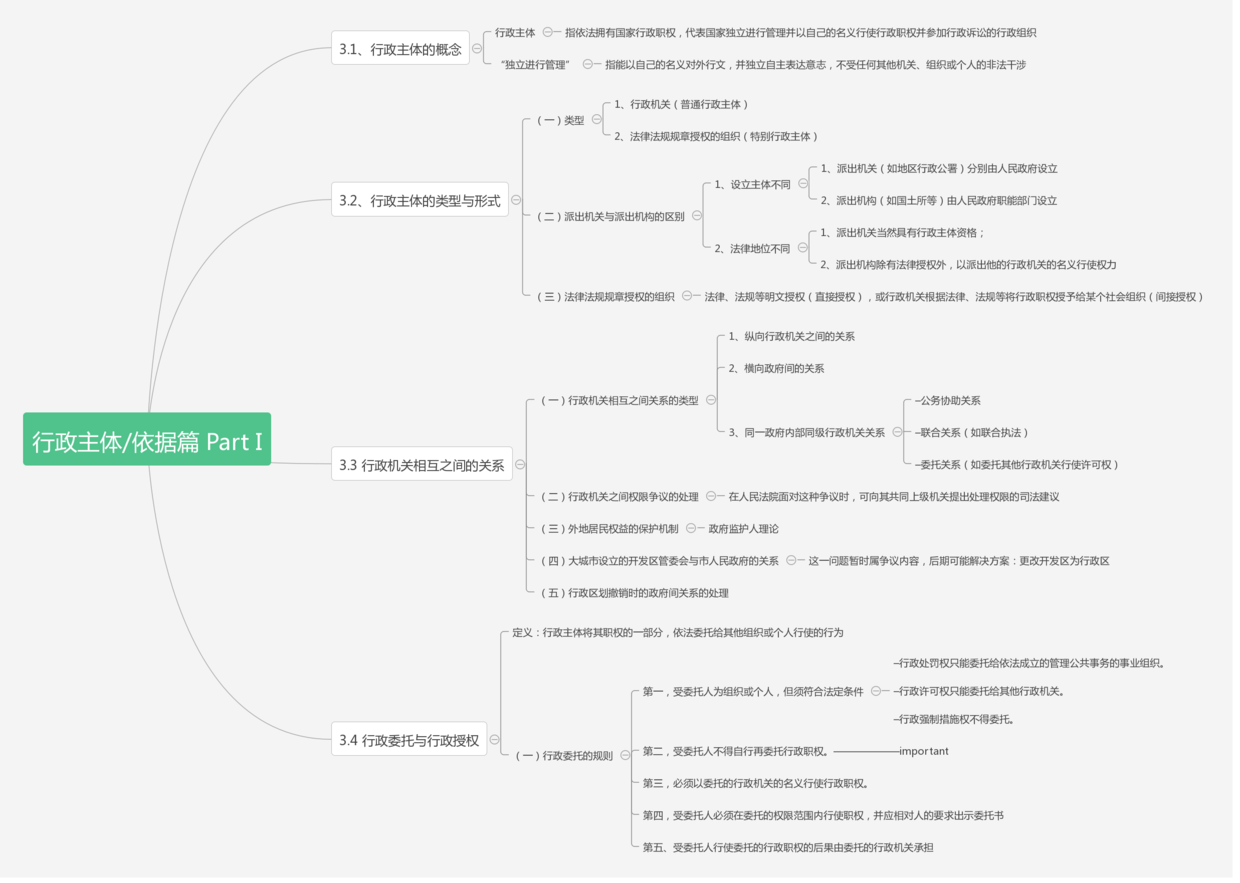 行政主体/依据篇 Part I
3.1、行政主体的概念
行政主体
指依法拥有国家行政职权，代表国家独立进行管理并以自己的名义行使行政职权并参加行政诉讼的行政组织
“独立进行管理”
指能以自己的名义对外行文，并独立自主表达意志，不受任何其他机关、组织或个人的非法干涉
3.2、行政主体的类型与形式
（一）类型
1、行政机关（普通行政主体）
2、法律法规规章授权的组织（特别行政主体）
（二）派出机关与派出机构的区别
1、设立主体不同
1、派出机关（如地区行政公署）分别由人民政府设立
2、派出机构（如国土所等）由人民政府职能部门设立
2、法律地位不同
1、派出机关当然具有行政主体资格；
2、派出机构除有法律授权外，以派出他的行政机关的名义行使权力
（三）法律法规规章授权的组织
法律、法规等明文授权（直接授权），或行政机关根据法律、法规等将行政职权授予给某个社会组织（间接授权）
3.3 行政机关相互之间的关系
（一）行政机关相互之间关系的类型
1、纵向行政机关之间的关系
2、横向政府间的关系
3、同一政府内部同级行政机关关系
–公务协助关系
–联合关系（如联合执法）
–委托关系（如委托其他行政机关行使许可权）
（二）行政机关之间权限争议的处理
在人民法院面对这种争议时，可向其共同上级机关提出处理权限的司法建议
（三）外地居民权益的保护机制
政府监护人理论
（四）大城市设立的开发区管委会与市人民政府的关系
这一问题暂时属争议内容，后期可能解决方案：更改开发区为行政区
（五）行政区划撤销时的政府间关系的处理
3.4 行政委托与行政授权
定义：行政主体将其职权的一部分，依法委托给其他组织或个人行使的行为
（一）行政委托的规则
第一，受委托人为组织或个人，但须符合法定条件
–行政处罚权只能委托给依法成立的管理公共事务的事业组织。
–行政许可权只能委托给其他行政机关。
–行政强制措施权不得委托。
第二，受委托人不得自行再委托行政职权。——————important
第三，必须以委托的行政机关的名义行使行政职权。
第四，受委托人必须在委托的权限范围内行使职权，并应相对人的要求出示委托书
第五、受委托人行使委托的行政职权的后果由委托的行政机关承担